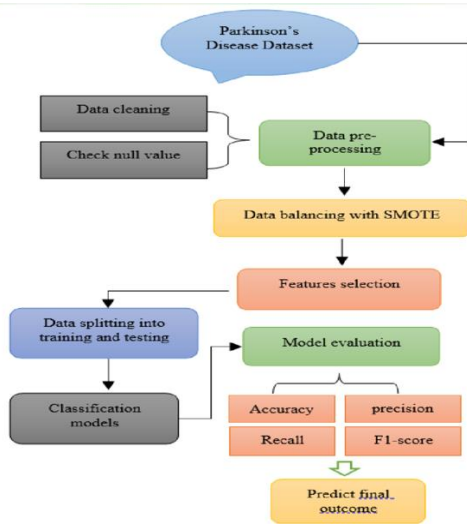 Parkinson's
Disease Dataset
Data cleaning
Check null value
Data pre-
processing
Data balancing with SMOTE
Features selection
Data splitting into
training and testing
Model evaluation
Classification
models
Accuracy
precision
Recall
F1-score
Predict final
outcome